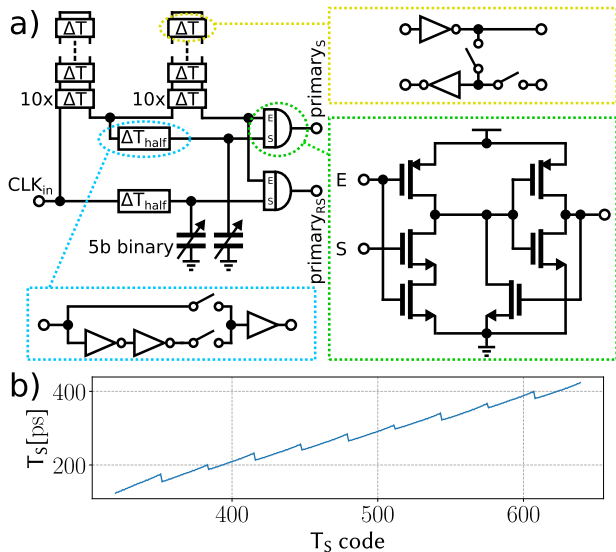 a)
ΔT
ΔT
ΔT
ΔT
10x
ΔT
10x
ΔT
primary_S
E
S
ΔT_half
CLK_in
ΔT_half
E
S
primary_RS
5b binary
E
S
b)
T_S[ps]
400
200
400
500
600
T_S code